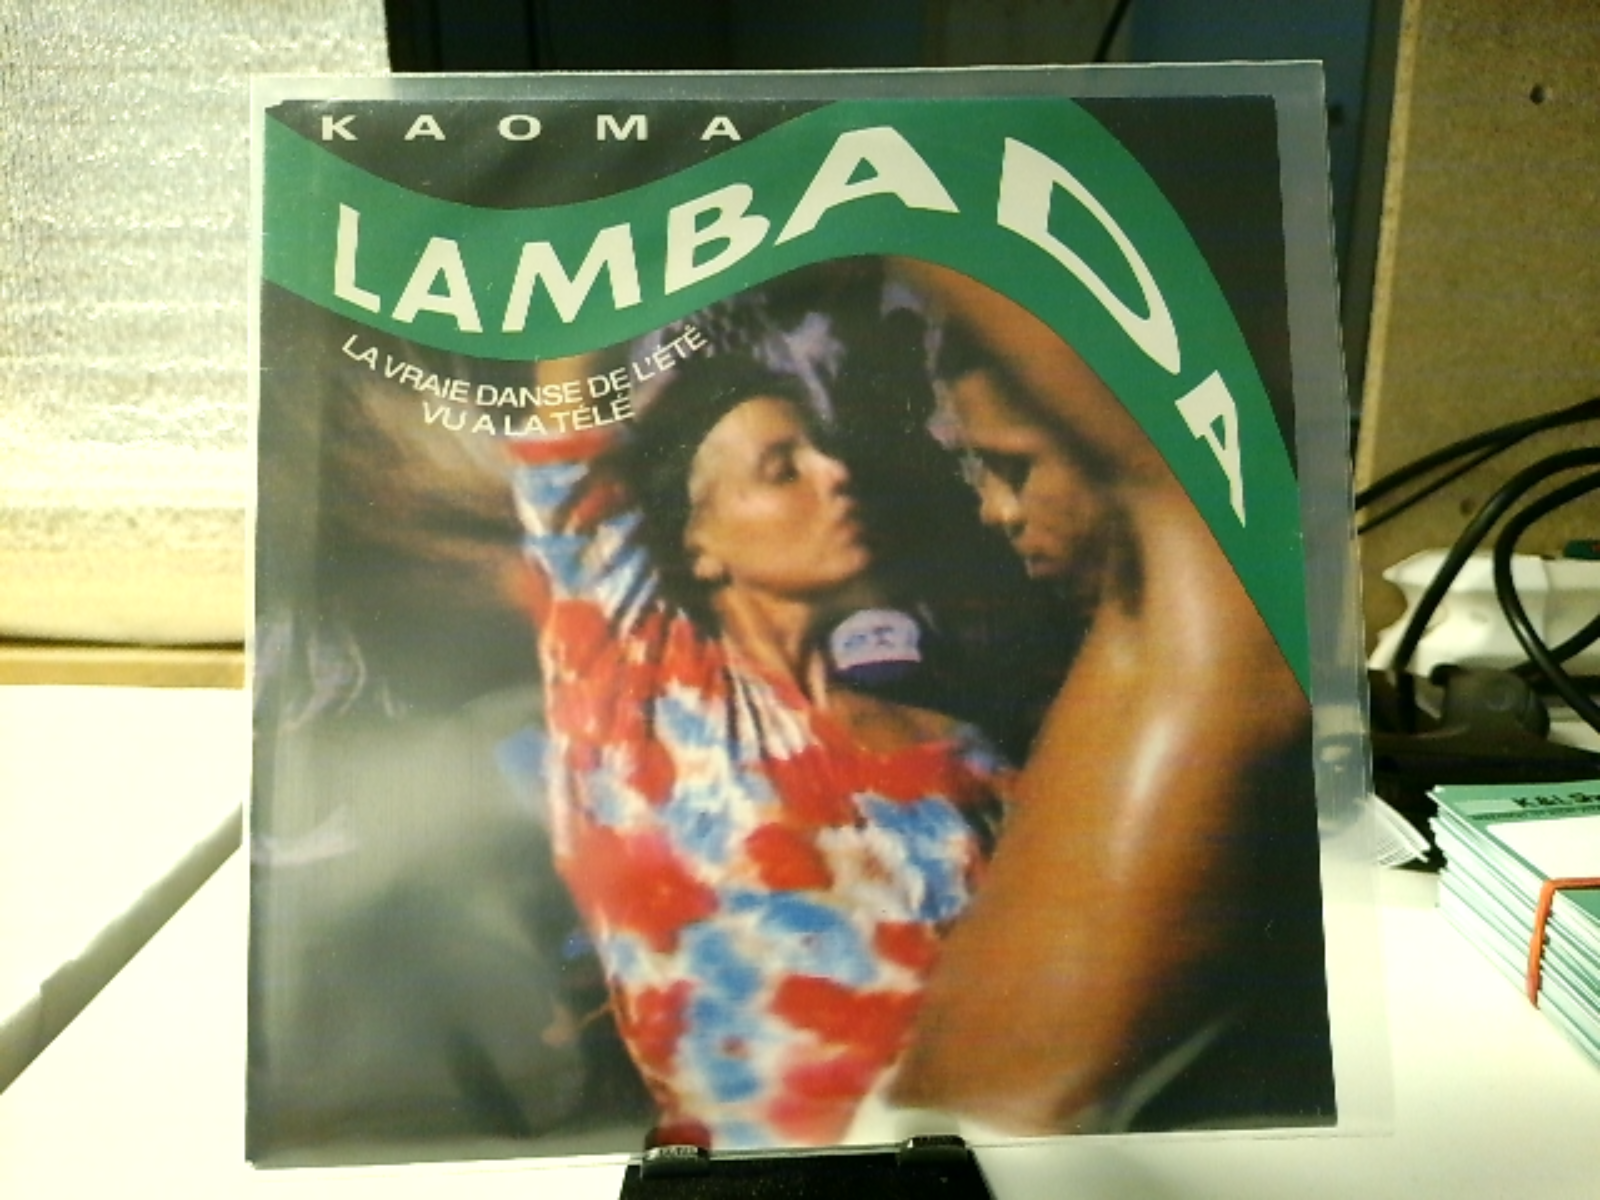 KAOMA
LAMBADA
LA VRAIE DANSE DE L'ÉTÉ
VU A LA TÉLÉ